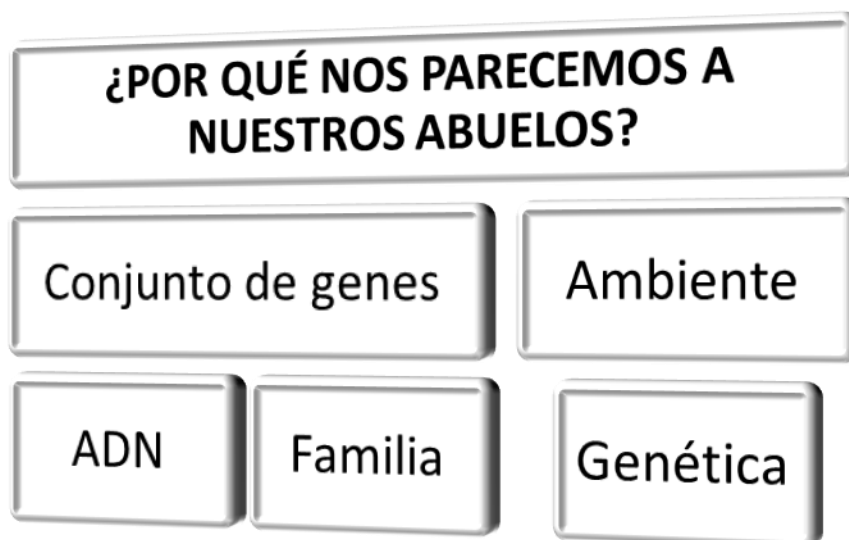 ¿POR QUÉ NOS PARECEMOS A
NUESTROS ABUELOS?
Conjunto de genes
Ambiente
ADN
Familia
Genética